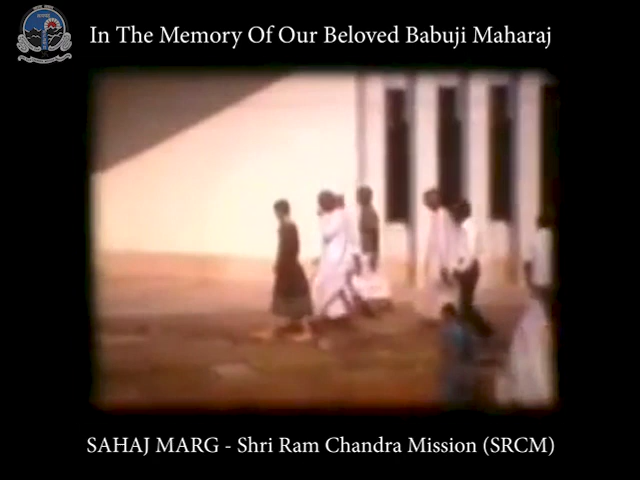 In The Memory Of Our Beloved Babuji Maharaj
SAHAJ MARG - Shri Ram Chandra Mission (SRCM)